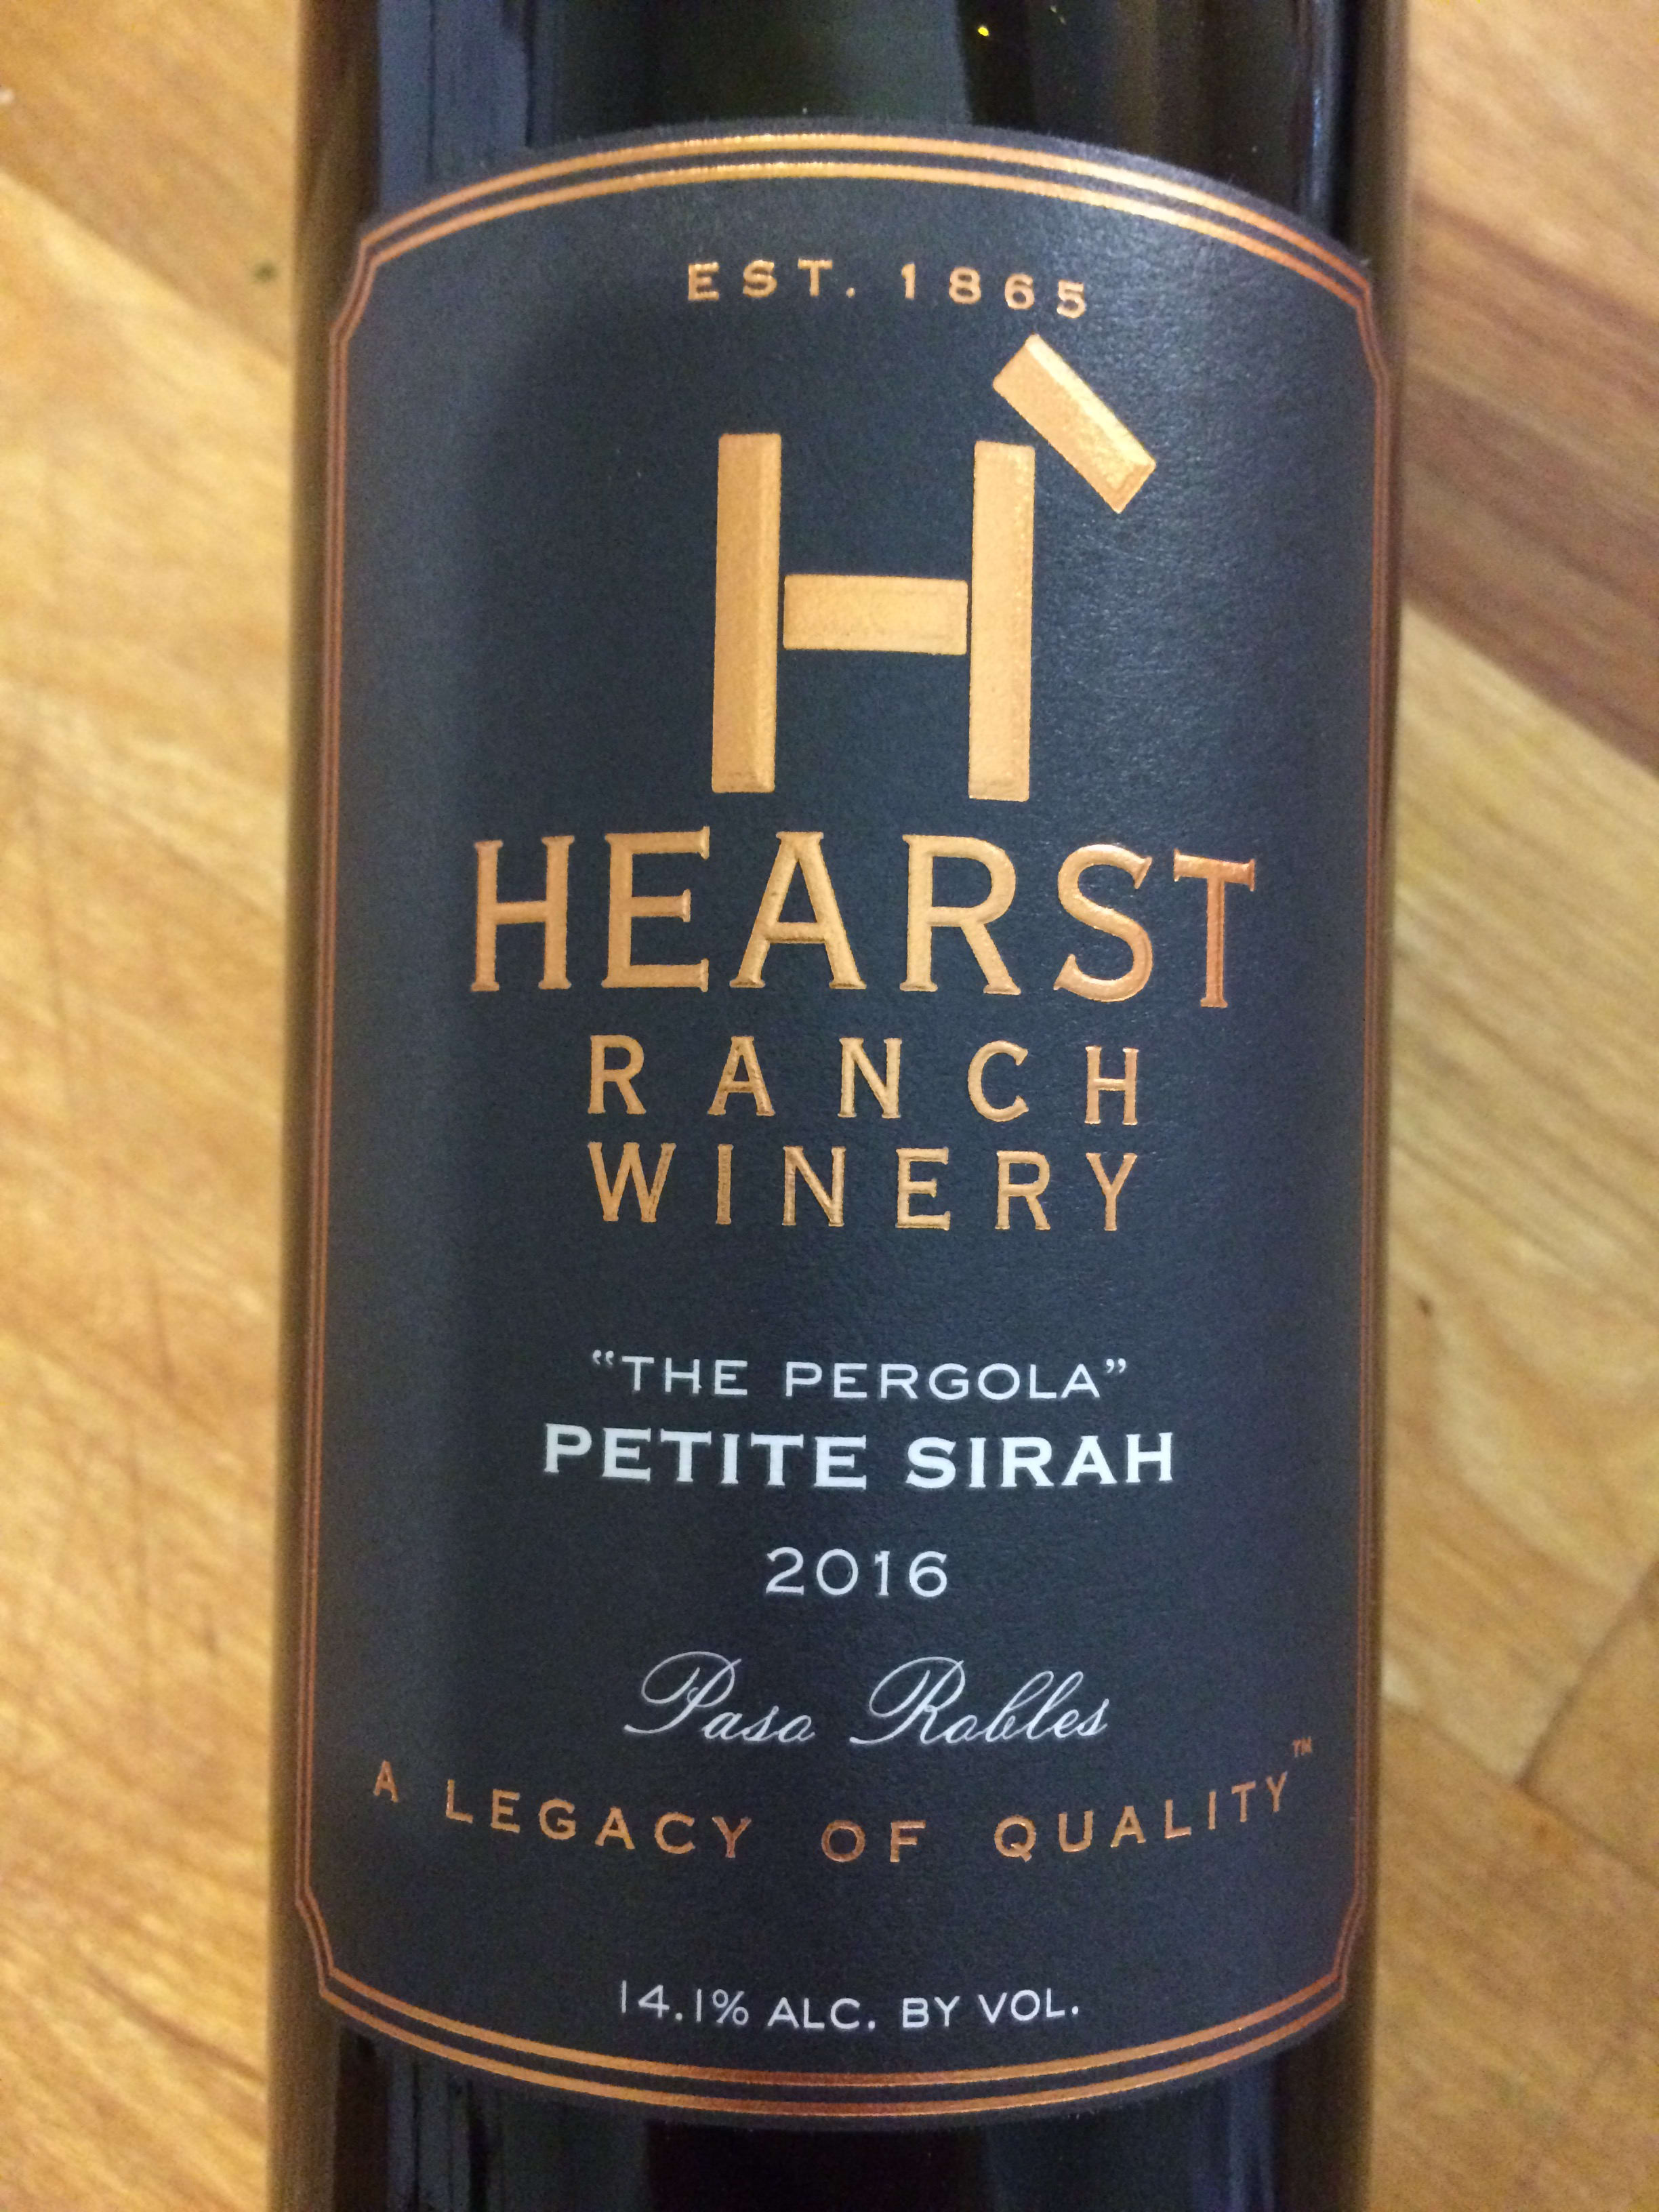 EST. 1865
H
HEARST
RANCH
WINERY
“THE PERGOLA”
PETITE SIRAH
2016
Paso Robles
A LEGACY OF QUALITY™
14.1% ALC. BY VOL.